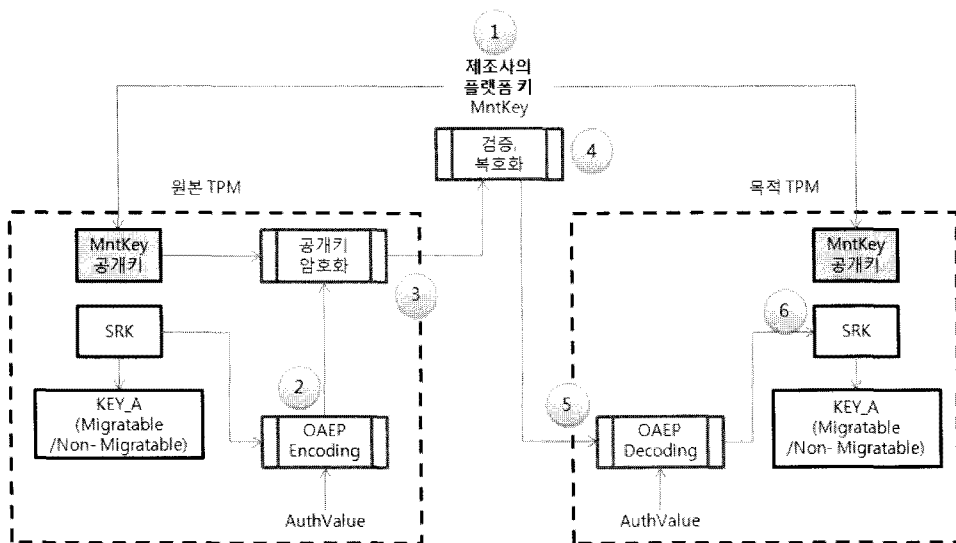 1
제조사의
플랫폼 키
MntKey
검증,
복호화
4
원본 TPM
목적 TPM
MntKey
공개키
공개키
암호화
3
MntKey
공개키
SRK
6
SRK
2
KEY_A
(Migratable
/Non- Migratable)
OAEP
Encoding
5
OAEP
Decoding
KEY_A
(Migratable
/Non- Migratable)
AuthValue
AuthValue